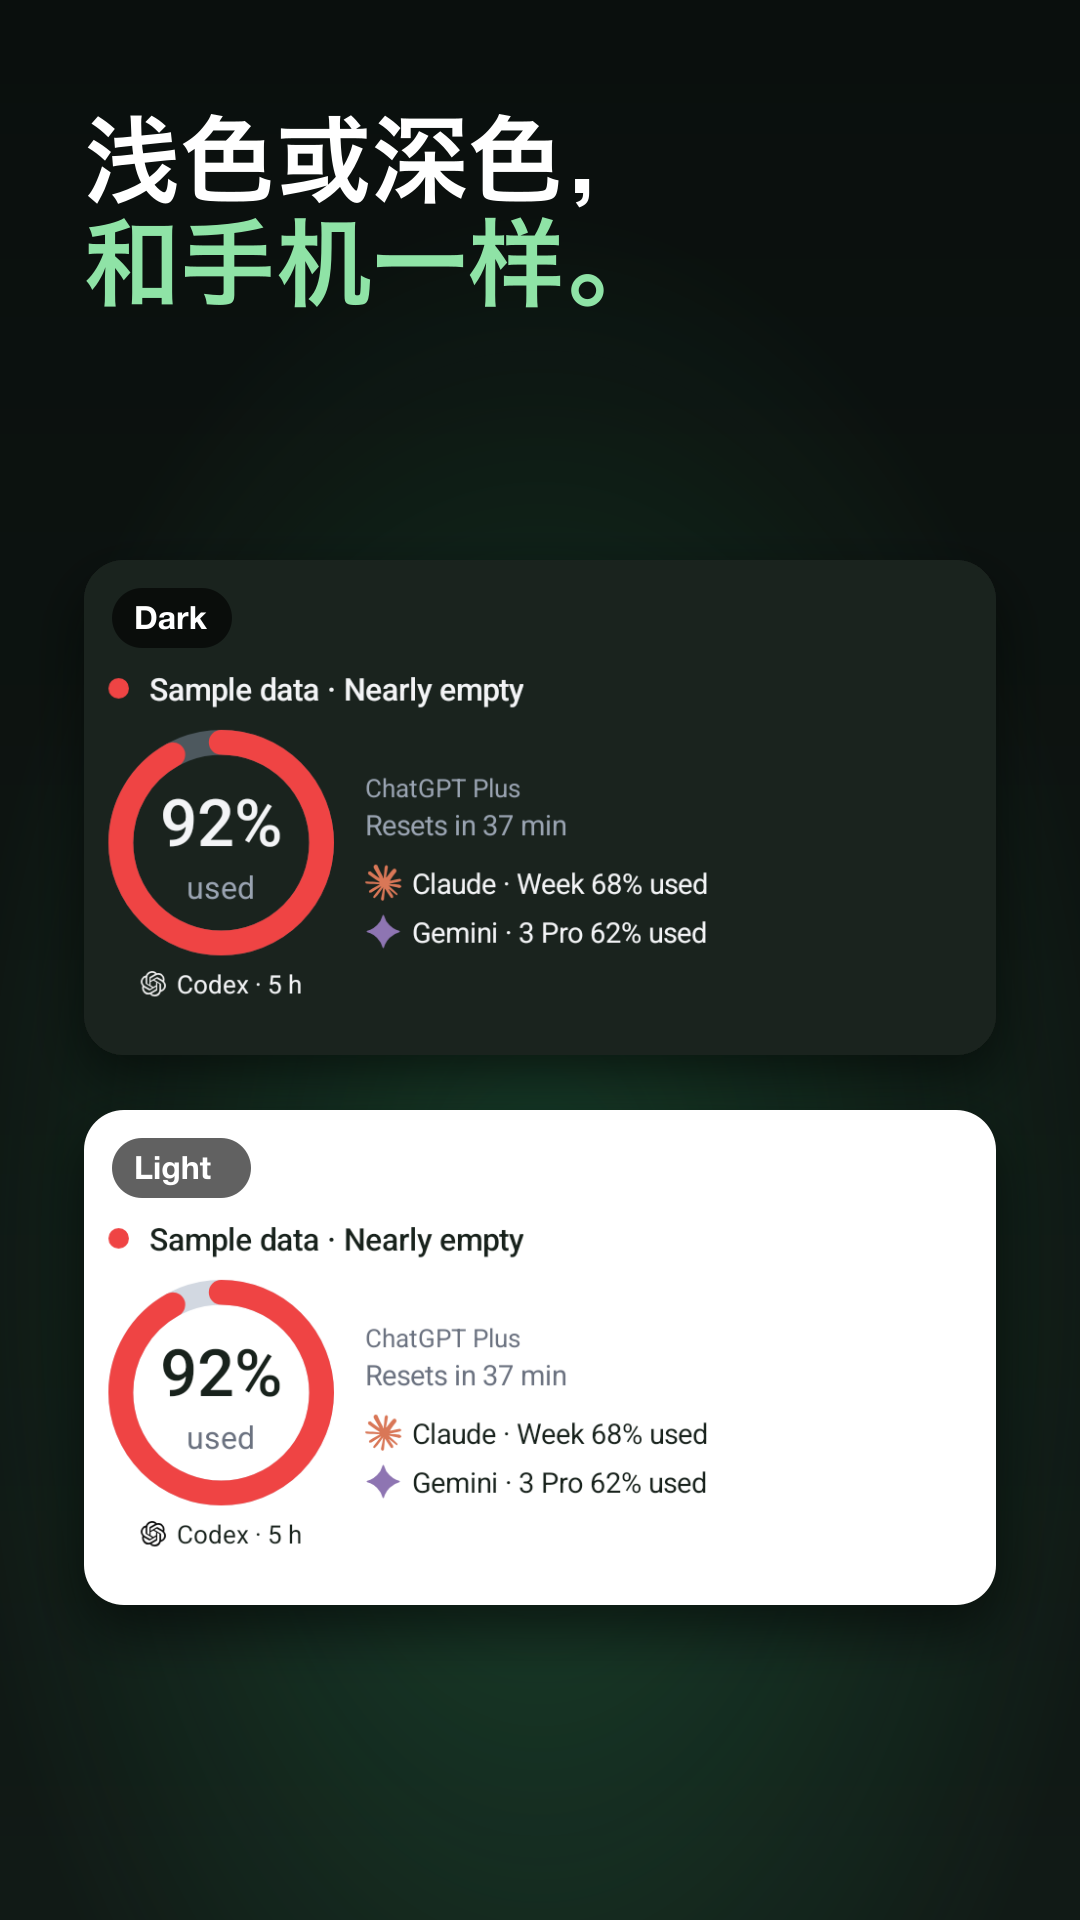 浅色或深色，
和手机一样。
Dark
Sample data · Nearly empty
92%
used
ChatGPT Plus
Resets in 37 min
Claude · Week 68% used
Gemini · 3 Pro 62% used
Codex · 5 h
Light
Sample data · Nearly empty
92%
used
ChatGPT Plus
Resets in 37 min
Claude · Week 68% used
Gemini · 3 Pro 62% used
Codex · 5 h